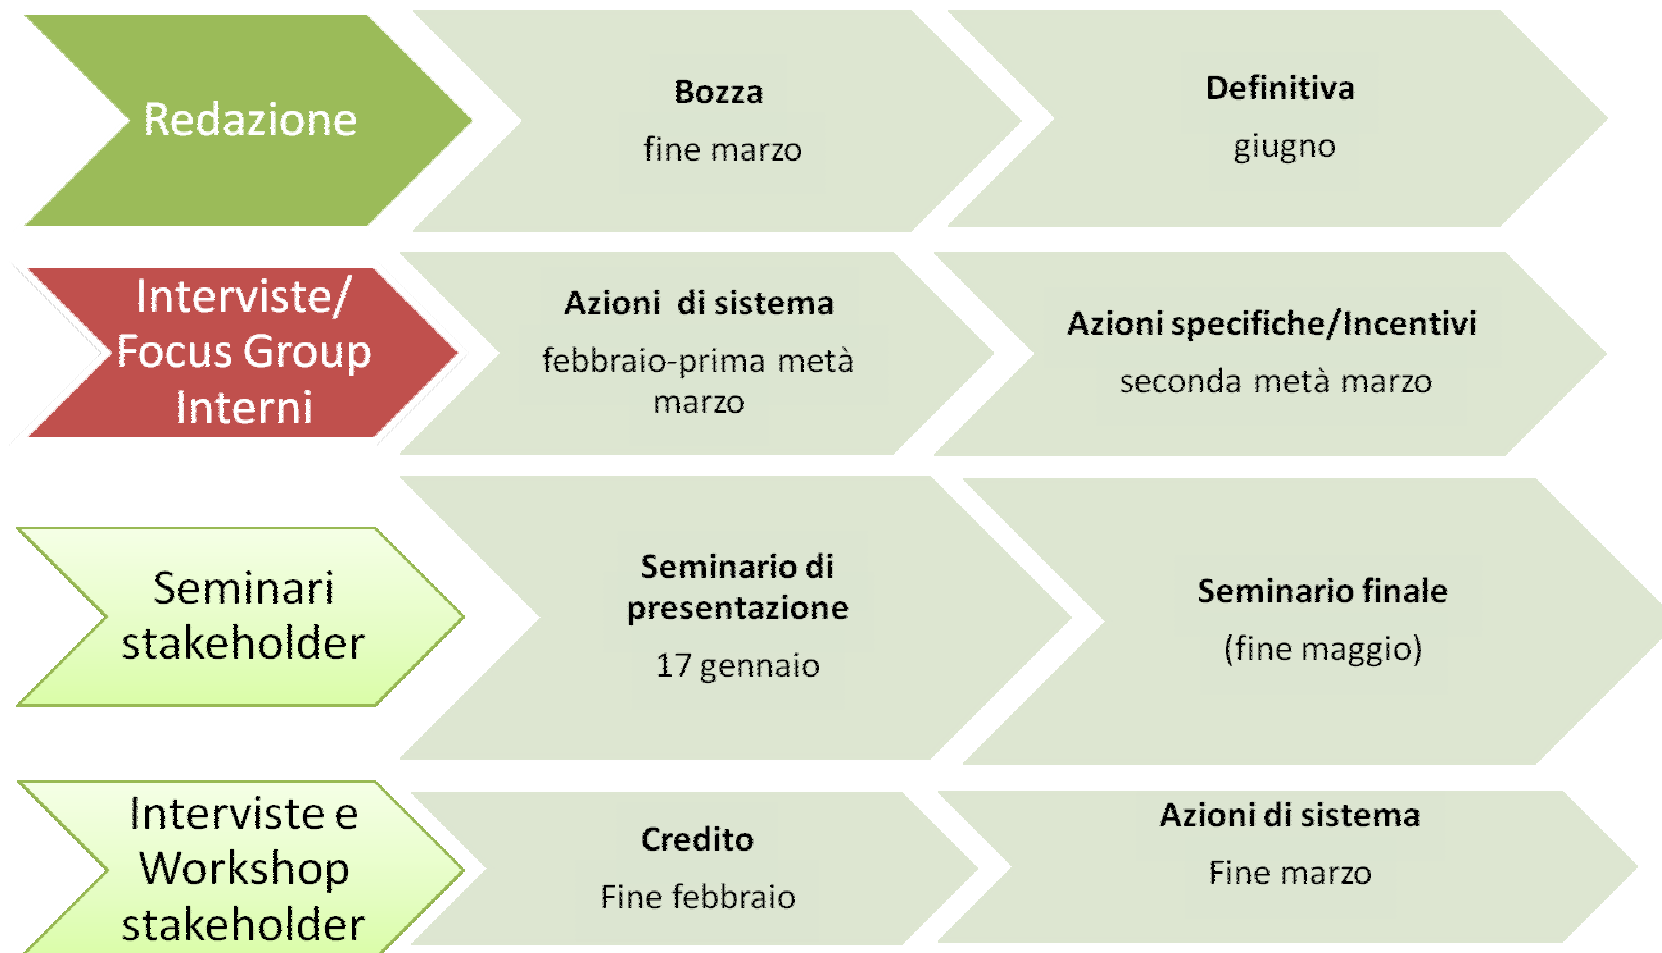 Redazione
Bozza
fine marzo
Definitiva
giugno
Interviste/
Focus Group
Interni
Azioni  di sistema
febbraio-prima metà
marzo
Azioni specifiche/Incentivi
seconda metà marzo
Seminari
stakeholder
Seminario di
presentazione
17 gennaio
Seminario finale
(fine maggio)
Interviste e
Workshop
stakeholder
Credito
Fine febbraio
Azioni di sistema
Fine marzo